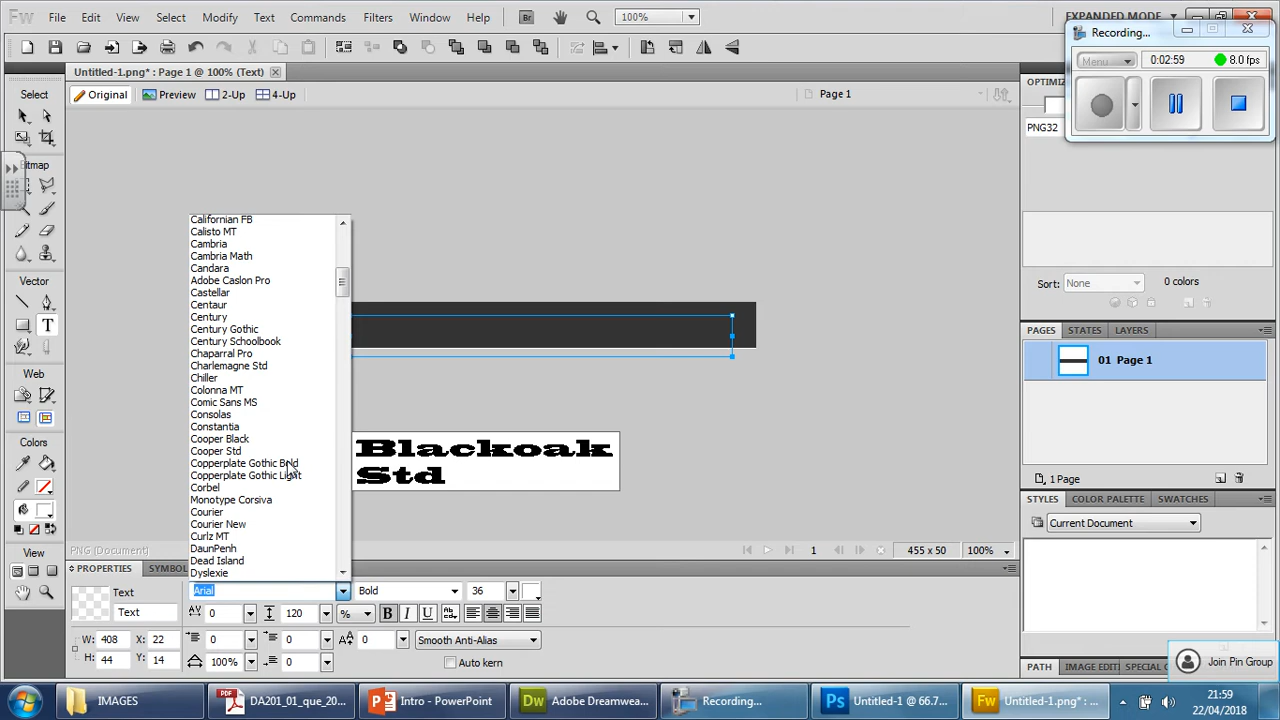 Fw File Edit View Select Modify Text Commands Filters Window Help Br 100% EXPANDED MODE
Recording...
Menu 0:02:59 8.0 fps
Untitled-1.png* : Page 1 @ 100% (Text)
Original Preview 2-Up 4-Up Page 1
Select
Bitmap
Vector
Web
Colors
View
Californian FB
Calisto MT
Cambria
Cambria Math
Candara
Adobe Caslon Pro
Castellar
Centaur
Century
Century Gothic
Century Schoolbook
Chaparral Pro
Charlemagne Std
Chiller
Colonna MT
Comic Sans MS
Consolas
Constantia
Cooper Black
Cooper Std
Copperplate Gothic Bold
Copperplate Gothic Light
Corbel
Monotype Corsiva
Courier
Courier New
Curlz MT
DaunPenh
Dead Island
Dyslexie
Blackoak
Std
PNG (Document) 1 455 x 50 100%
PROPERTIES SYMBOL
Text Arial Bold 36
Text 0 120 % B I U
W: 408 X: 22 0 0 0 Smooth Anti-Alias
H: 44 Y: 14 100% 0 Auto kern
OPTIMIZ
PNG32
Sort: None 0 colors
PAGES STATES LAYERS
01 Page 1
1 Page
STYLES COLOR PALETTE SWATCHES
Current Document
Join Pin Group
PATH IMAGE EDITI SPECIAL
IMAGES DA201_01_que_20... Intro - PowerPoint Dw Adobe Dreamwea... Recording... Ps Untitled-1 @ 66.7... Fw Untitled-1.png* :... 21:59
22/04/2018